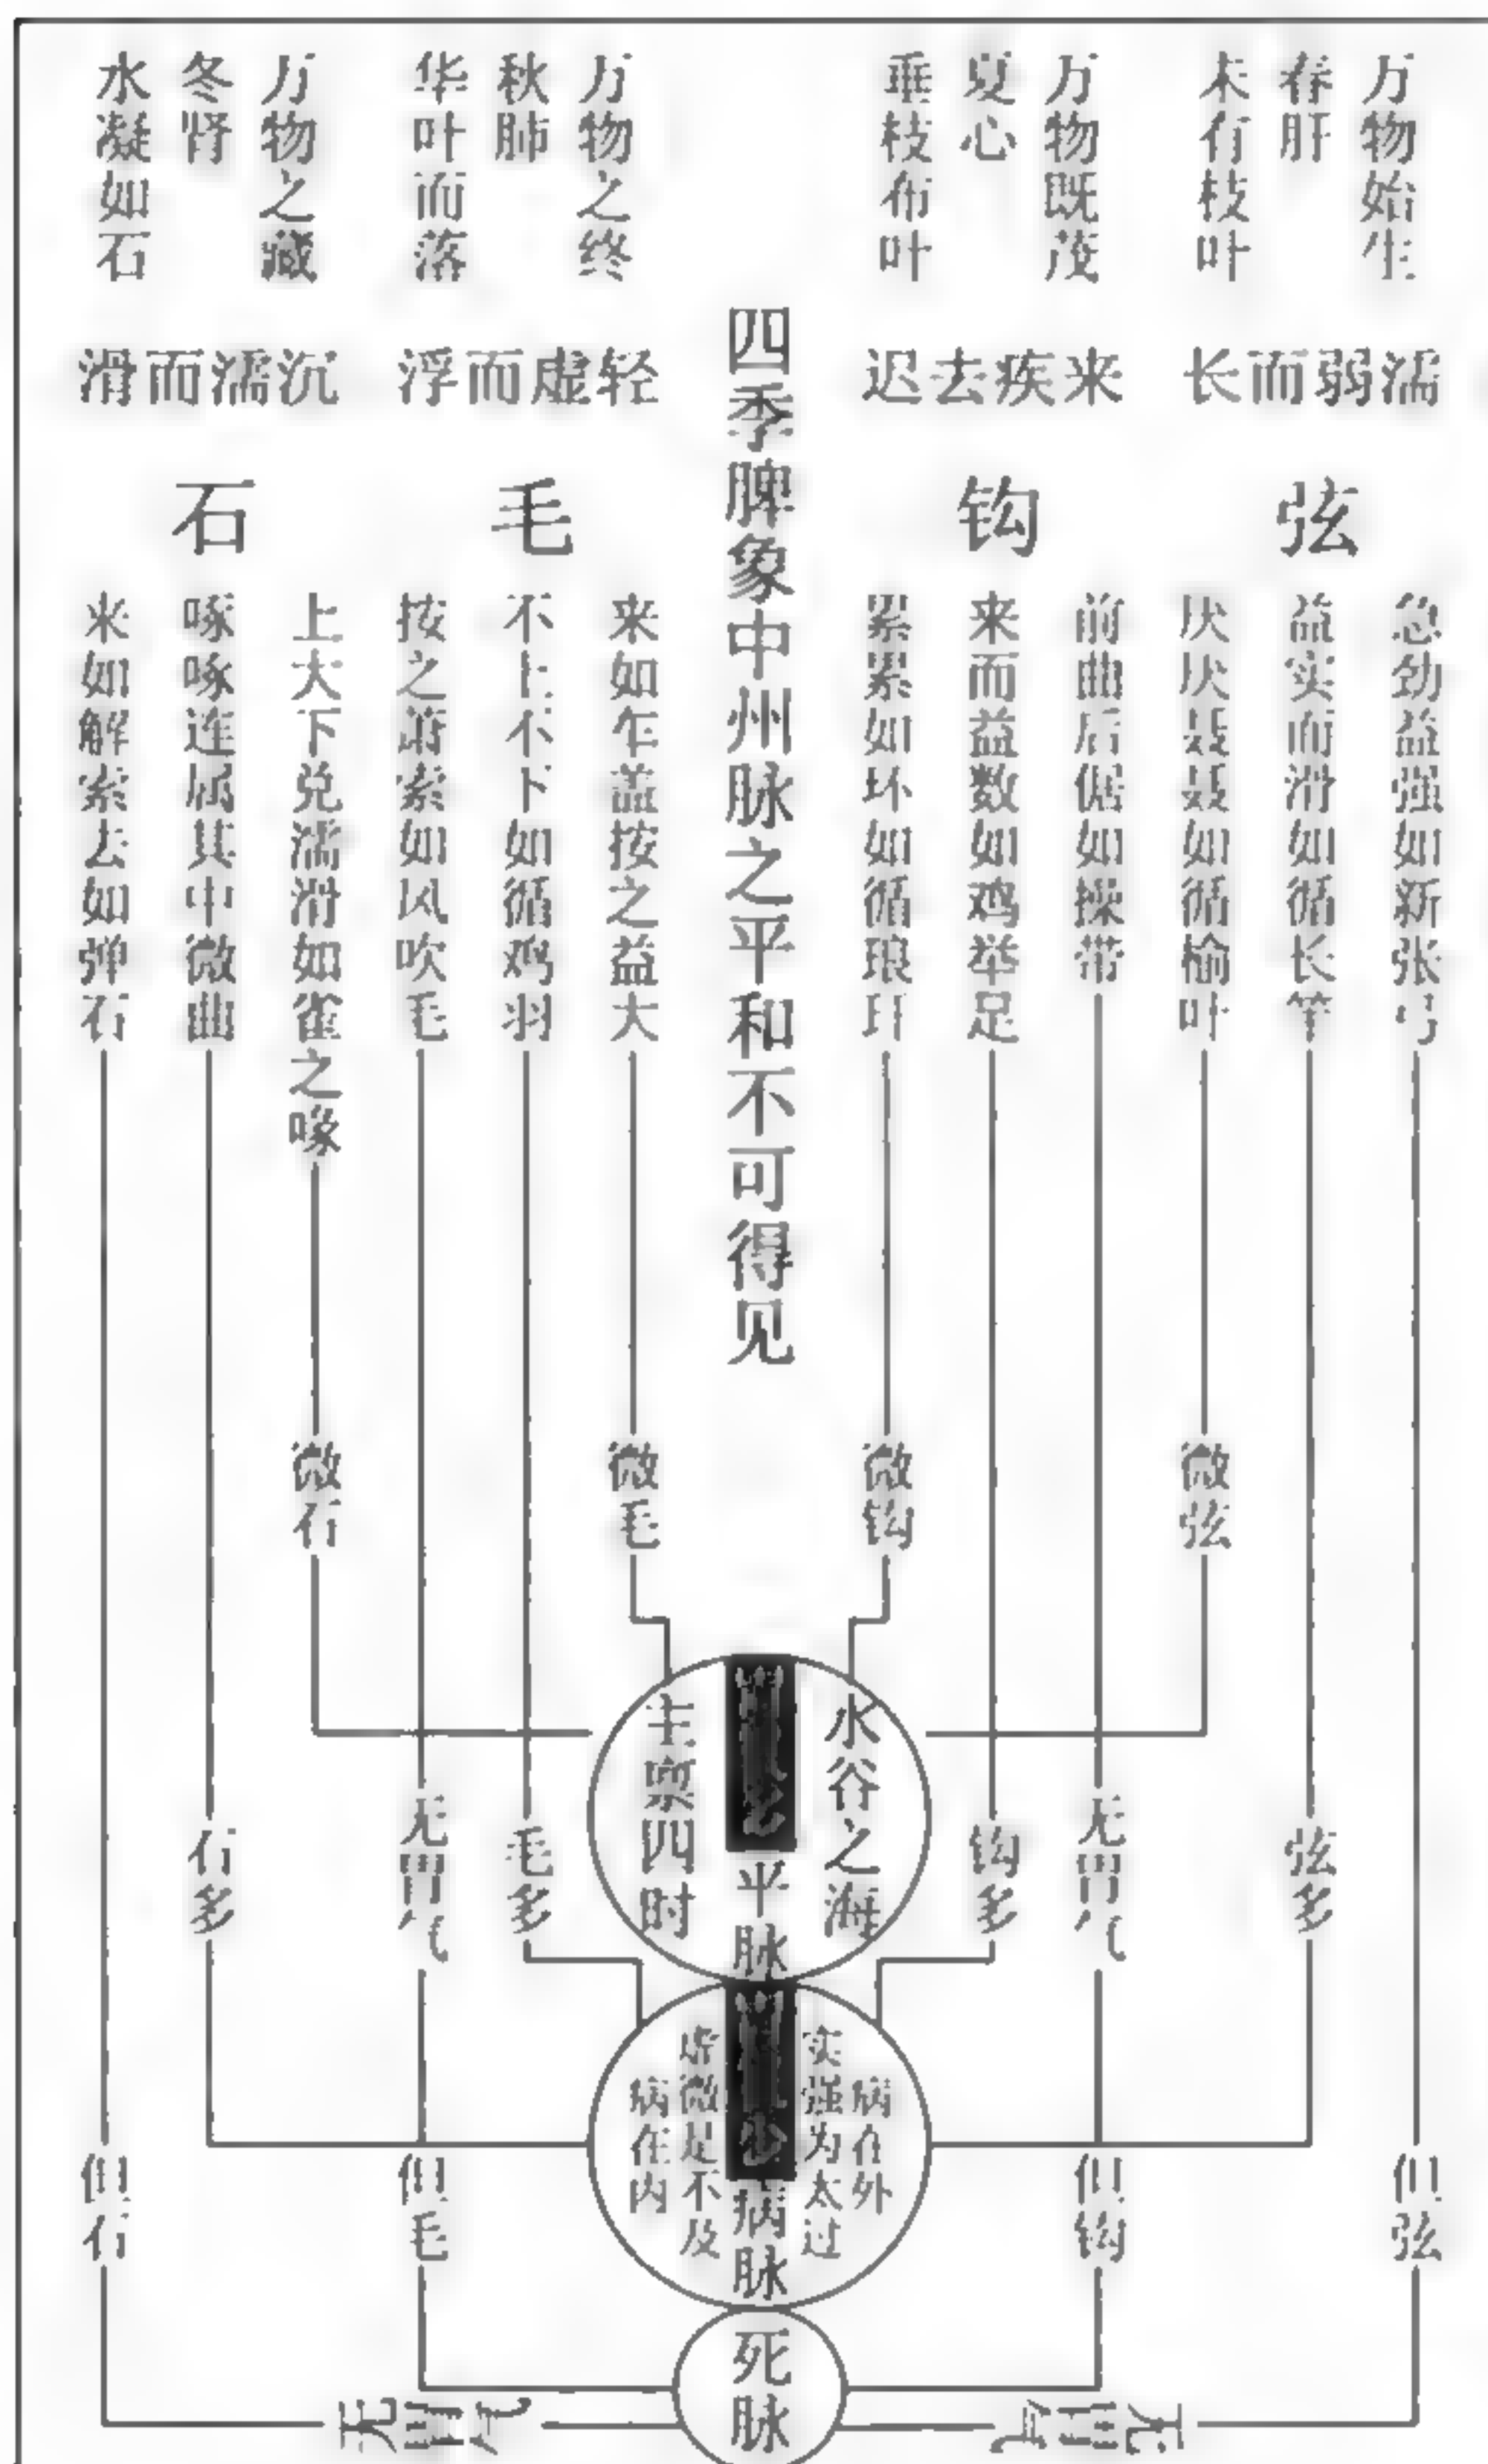 万物始生
春肝
未有枝叶
濡弱而长
弦
急劲益强如新张弓
益实而滑如循长竿
厌厌聂聂如循榆叶
万物既茂
夏心
垂枝布叶
来疾去迟
钩
前曲后倨如操带
来而益数如鸡举足
累累如环如循琅玕
四季脾象中州脉之平和不可得见
万物之终
秋肺
华叶而落
轻虚而浮
毛
来如乍盖按之益大
不上不下如循鸡羽
按之萧索如风吹毛
万物之藏
冬肾
水凝如石
沉濡而滑
石
上大下兑濡滑如雀之喙
啄啄连属其中微曲
来如解索去如弹石
微弦
微钩
微毛
微石
水谷之海
平脉
主禀四时
弦多
无胃气
钩多
毛多
无胃气
石多
病在外
实强为太过
病脉
虚微是不及
病在内
但弦
但钩
但毛
但石
死脉
无胃气
无胃气